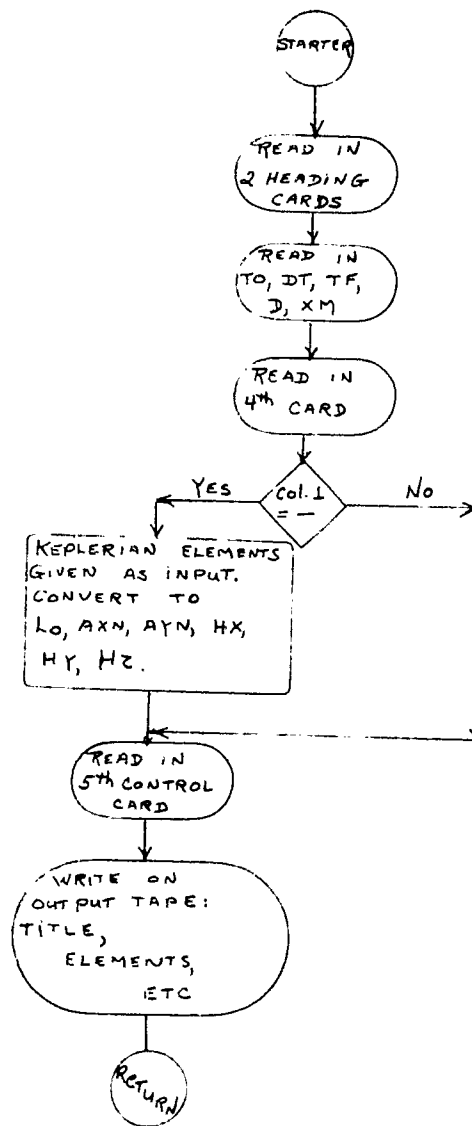 STARTER
READ IN
2 HEADING
CARDS
READ IN
TO, DT, TF,
D, XM
READ IN
4th CARD
COL. 1
= —
YES
NO
KEPLERIAN ELEMENTS
GIVEN AS INPUT.
CONVERT TO
LO, AXN, AYN, HX,
HY, HZ.
READ IN
5th CONTROL
CARD
WRITE ON
OUTPUT TAPE:
TITLE,
ELEMENTS,
ETC
RETURN